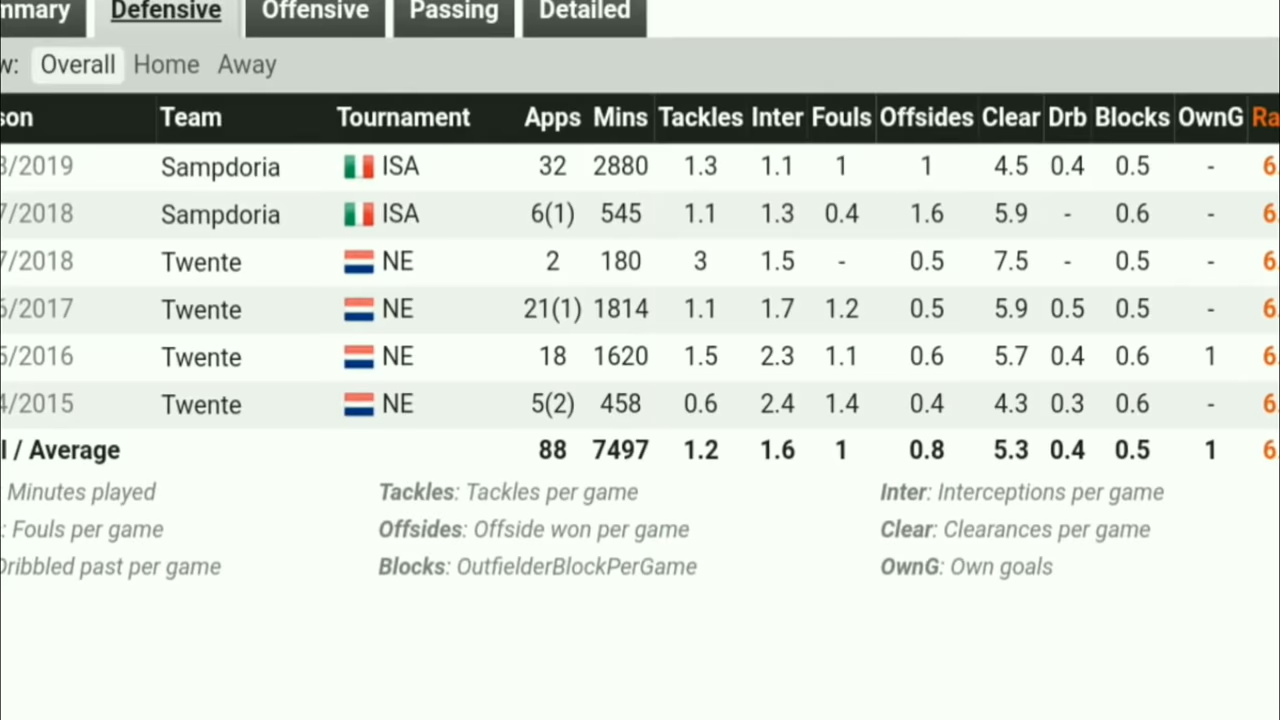 mmary Defensive Offensive Passing Detailed
w: Overall Home Away
son Team Tournament Apps Mins Tackles Inter Fouls Offsides Clear Drb Blocks OwnG Ra
8/2019 Sampdoria ISA 32 2880 1.3 1.1 1 1 4.5 0.4 0.5 - 6.
7/2018 Sampdoria ISA 6(1) 545 1.1 1.3 0.4 1.6 5.9 - 0.6 - 6.
7/2018 Twente NE 2 180 3 1.5 - 0.5 7.5 - 0.5 - 6.
6/2017 Twente NE 21(1) 1814 1.1 1.7 1.2 0.5 5.9 0.5 0.5 - 6.
5/2016 Twente NE 18 1620 1.5 2.3 1.1 0.6 5.7 0.4 0.6 1 6.
4/2015 Twente NE 5(2) 458 0.6 2.4 1.4 0.4 4.3 0.3 0.6 - 6.
l / Average 88 7497 1.2 1.6 1 0.8 5.3 0.4 0.5 1 6.
Minutes played Tackles: Tackles per game Inter: Interceptions per game
: Fouls per game Offsides: Offside won per game Clear: Clearances per game
Dribbled past per game Blocks: OutfielderBlockPerGame OwnG: Own goals